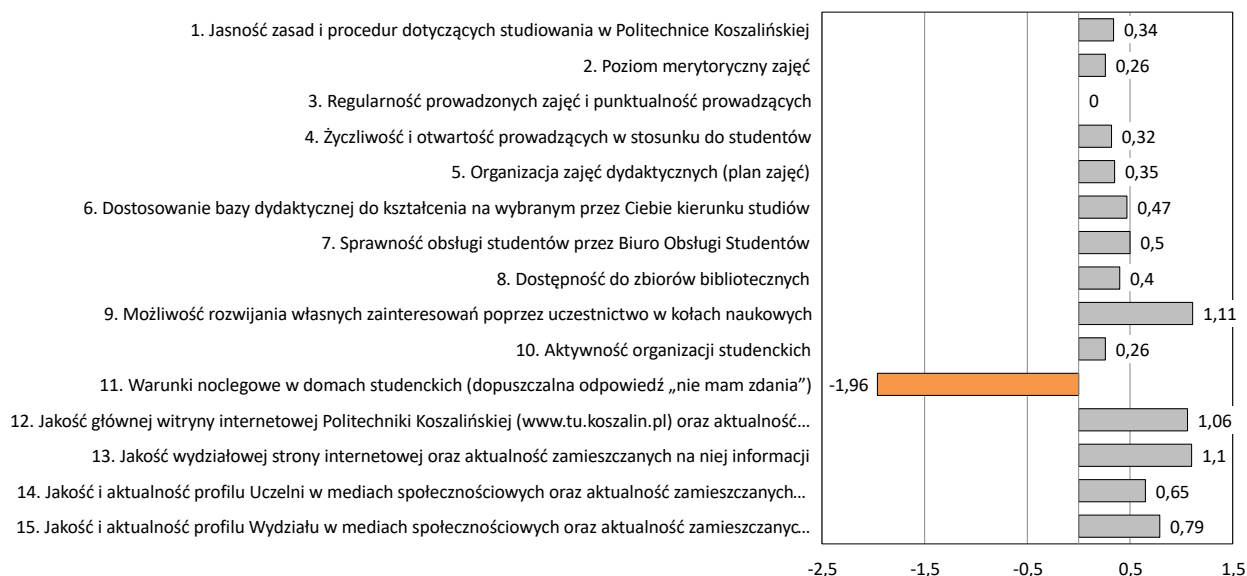 1. Jasność zasad i procedur dotyczących studiowania w Politechnice Koszalińskiej 0,34
2. Poziom merytoryczny zajęć 0,26
3. Regularność prowadzonych zajęć i punktualność prowadzących 0
4. Życzliwość i otwartość prowadzących w stosunku do studentów 0,32
5. Organizacja zajęć dydaktycznych (plan zajęć) 0,35
6. Dostosowanie bazy dydaktycznej do kształcenia na wybranym przez Ciebie kierunku studiów 0,47
7. Sprawność obsługi studentów przez Biuro Obsługi Studentów 0,5
8. Dostępność do zbiorów bibliotecznych 0,4
9. Możliwość rozwijania własnych zainteresowań poprzez uczestnictwo w kołach naukowych 1,11
10. Aktywność organizacji studenckich 0,26
11. Warunki noclegowe w domach studenckich (dopuszczalna odpowiedź „nie mam zdania”) -1,96
12. Jakość głównej witryny internetowej Politechniki Koszalińskiej (www.tu.koszalin.pl) oraz aktualność... 1,06
13. Jakość wydziałowej strony internetowej oraz aktualność zamieszczanych na niej informacji 1,1
14. Jakość i aktualność profilu Uczelni w mediach społecznościowych oraz aktualność zamieszczanych... 0,65
15. Jakość i aktualność profilu Wydziału w mediach społecznościowych oraz aktualność zamieszczanyc... 0,79
-2,5 -1,5 -0,5 0,5 1,5